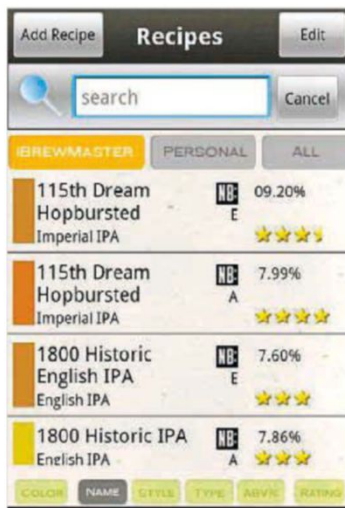 Add Recipe
Recipes
Edit
search
Cancel
IBREWMASTER
PERSONAL
ALL
115th Dream
Hopbursted
Imperial IPA
NB:
E
09.20%
115th Dream
Hopbursted
Imperial IPA
NB:
A
7.99%
1800 Historic
English IPA
English IPA
NB:
E
7.60%
1800 Historic IPA
English IPA
NB:
A
7.86%
COLOR
NAME
STYLE
TYPE
ABV%
RATING